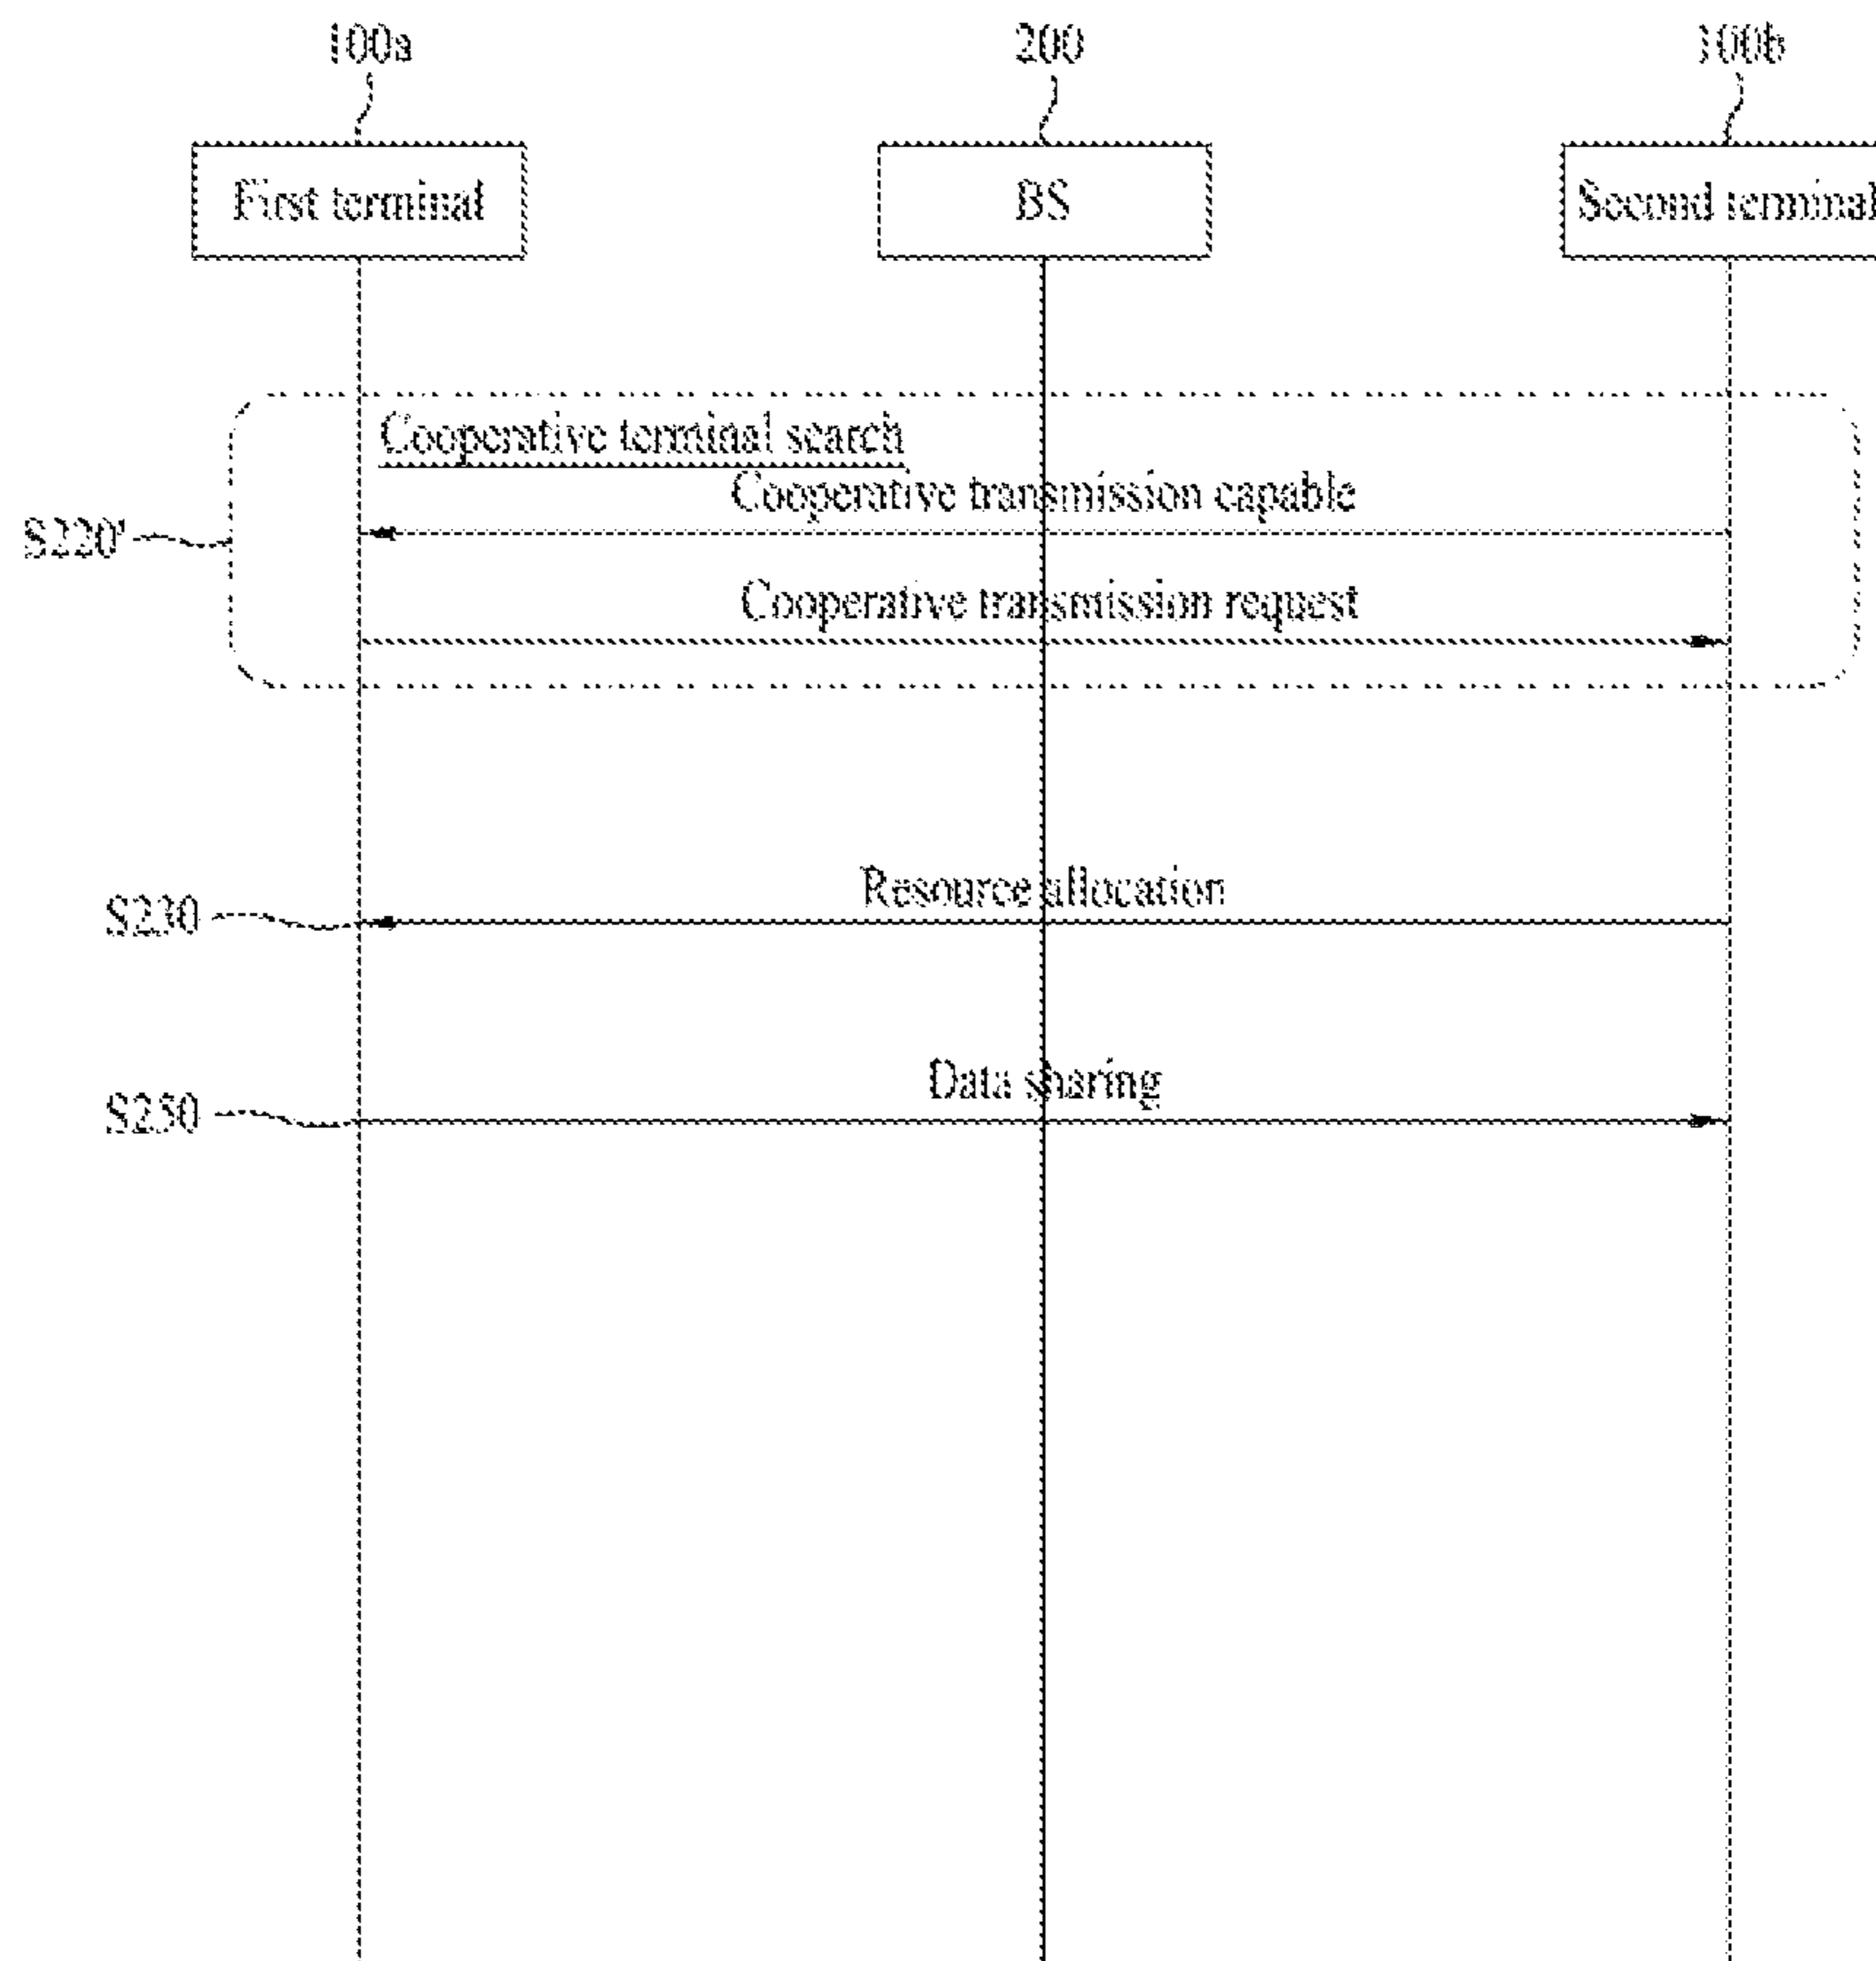 100a
200
100b
First terminal
BS
Second terminal
Cooperative terminal search
Cooperative transmission capable
S220'
Cooperative transmission request
Resource allocation
S230
Data sharing
S250